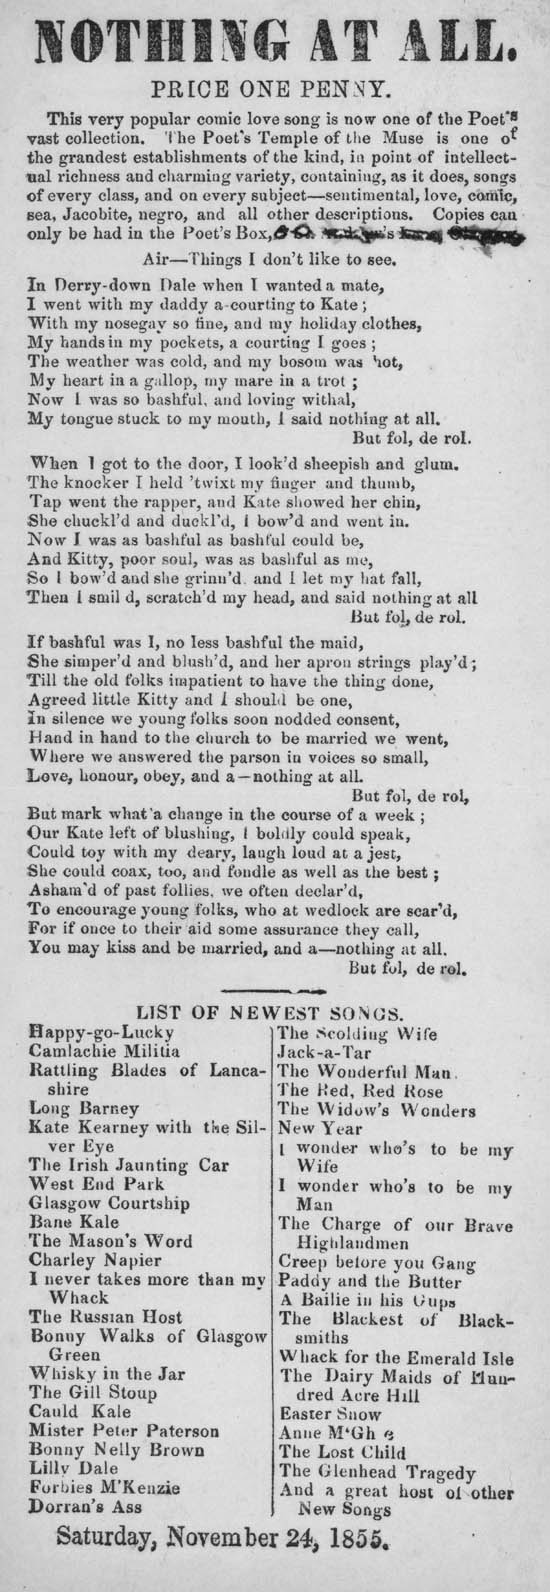 NOTHING AT ALL.
PRICE ONE PENNY.
This very popular comic love song is now one of the Poet's
vast collection. The Poet's Temple of the Muse is one of
the grandest establishments of the kind, in point of intellect-
ual richness and charming variety, containing, as it does, songs
of every class, and on every subject—sentimental, love, comic,
sea, Jacobite, negro, and all other descriptions. Copies can
only be had in the Poet's Box,
Air—Things I don't like to see.
In Derry-down Dale when I wanted a mate,
I went with my daddy a-courting to Kate;
With my nosegay so fine, and my holiday clothes,
My hands in my pockets, a courting I goes;
The weather was cold, and my bosom was hot,
My heart in a gallop, my mare in a trot;
Now I was so bashful, and loving withal,
My tongue stuck to my mouth, I said nothing at all.
But fol, de rol.
When I got to the door, I look'd sheepish and glum.
The knocker I held 'twixt my finger and thumb,
Tap went the rapper, and Kate showed her chin,
She chuckl'd and duckl'd, I bow'd and went in.
Now I was as bashful as bashful could be,
And Kitty, poor soul, was as bashful as me,
So I bow'd and she grinn'd, and I let my hat fall,
Then I smil d, scratch'd my head, and said nothing at all
But fol, de rol.
If bashful was I, no less bashful the maid,
She simper'd and blush'd, and her apron strings play'd;
'Till the old folks impatient to have the thing done,
Agreed little Kitty and I should be one,
In silence we young folks soon nodded consent,
Hand in hand to the church to be married we went,
Where we answered the parson in voices so small,
Love, honour, obey, and a—nothing at all.
But fol, de rol,
But mark what a change in the course of a week;
Our Kate left of blushing, I boldly could speak,
Could toy with my deary, laugh loud at a jest,
She could coax, too, and fondle as well as the best;
Asham'd of past follies, we often declar'd,
To encourage young folks, who at wedlock are scar'd,
For if once to their aid some assurance they call,
You may kiss and be married, and a—nothing at all.
But fol, de rol.
LIST OF NEWEST SONGS.
Happy-go-Lucky
Camlachie Militia
Rattling Blades of Lanca-
shire
Long Barney
Kate Kearney with the Sil-
ver Eye
The Irish Jaunting Car
West End Park
Glasgow Courtship
Bane Kale
The Mason's Word
Charley Napier
I never takes more than my
Whack
The Russian Host
Bonny Walks of Glasgow
Green
Whisky in the Jar
The Gill Stoup
Cauld Kale
Mister Peter Paterson
Bonny Nelly Brown
Lilly Dale
Forbies M'Kenzie
Dorran's Ass
The Scolding Wife
Jack-a-Tar
The Wonderful Man.
The Red, Red Rose
The Widow's Wonders
New Year
I wonder who's to be my
Wife
I wonder who's to be my
Man
The Charge of our Brave
Highlandmen
Creep before you Gang
Paddy and the Butter
A Bailie in his Cups
The Blackest of Black-
smiths
Whack for the Emerald Isle
The Dairy Maids of Hun-
dred Acre Hill
Easter Snow
Anne
The Lost Child
The Glenhead Tragedy
And a great host of other
New Songs
Saturday, November 24, 1855.